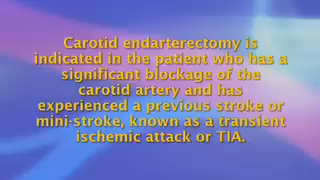 Carotid endarterectomy is
indicated in the patient who has a
significant blockage of the
carotid artery and has
experienced a previous stroke or
mini-stroke, known as a transient
ischemic attack or TIA.